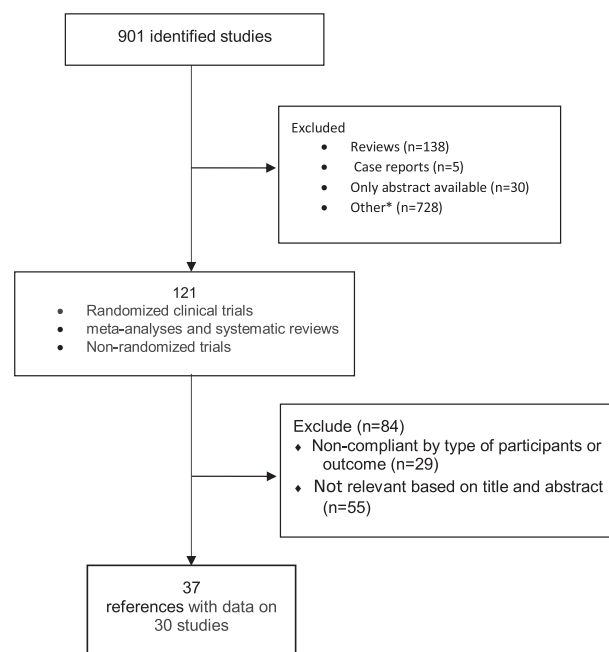 901 identified studies
Excluded
• Reviews (n=138)
• Case reports (n=5)
• Only abstract available (n=30)
• Other* (n=728)
121
• Randomized clinical trials
• meta-analyses and systematic reviews
• Non-randomized trials
Exclude (n=84)
♦ Non-compliant by type of participants or
outcome (n=29)
♦ Not relevant based on title and abstract
(n=55)
37
references with data on
30 studies